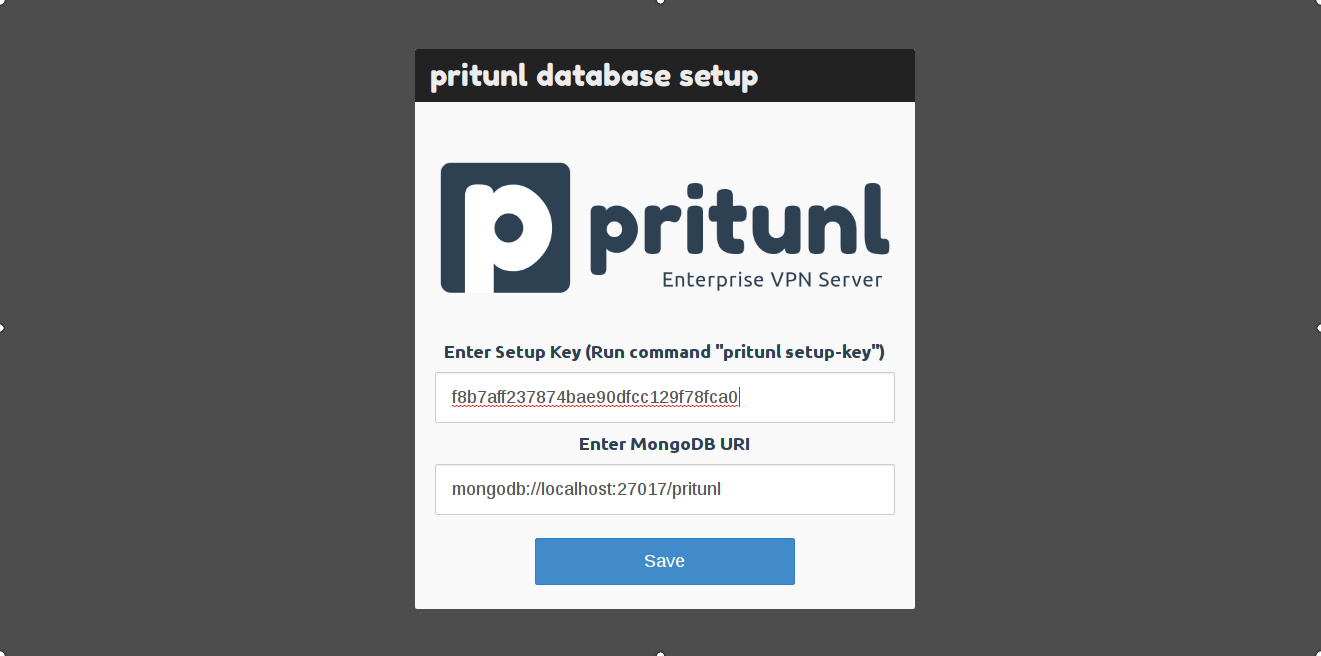 pritunl database setup
p pritunl
Enterprise VPN Server
Enter Setup Key (Run command "pritunl setup-key")
f8b7aff237874bae90dfcc129f78fca0
Enter MongoDB URI
mongodb://localhost:27017/pritunl
Save